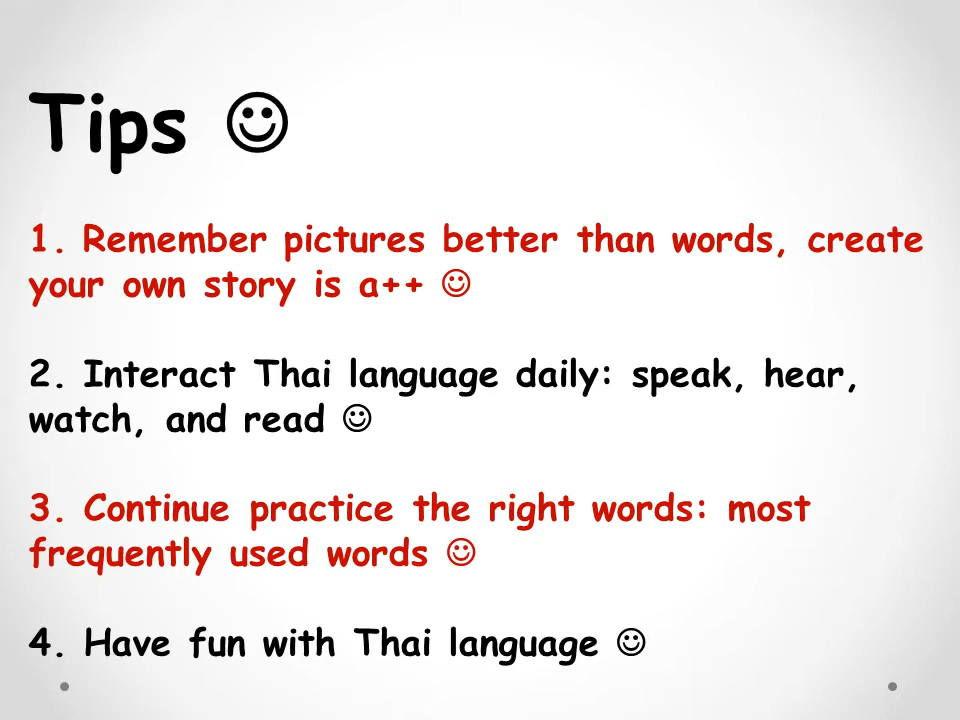 Tips ☺
1. Remember pictures better than words, create
your own story is a++ ☺
2. Interact Thai language daily: speak, hear,
watch, and read ☺
3. Continue practice the right words: most
frequently used words ☺
4. Have fun with Thai language ☺